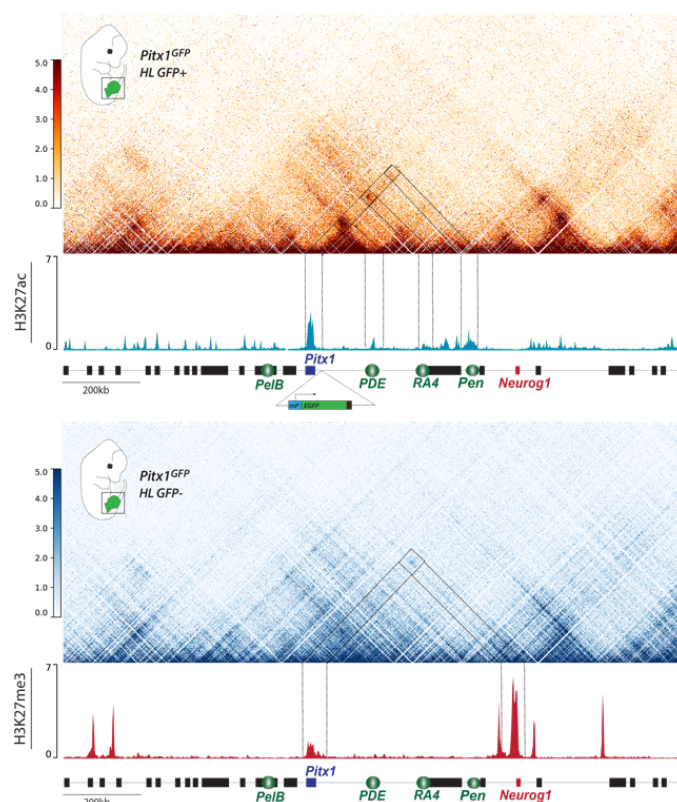 Pitx1GFP
HL GFP+
5.0
4.0
3.0
2.0
1.0
0.0
7
H3K27ac
0
Pitx1
200kb
PelB
PDE
RA4
Pen
Neurog1
mP
EGFP
Pitx1GFP
HL GFP-
5.0
4.0
3.0
2.0
1.0
0.0
7
H3K27me3
0
Pitx1
PelB
PDE
RA4
Pen
Neurog1
200kb